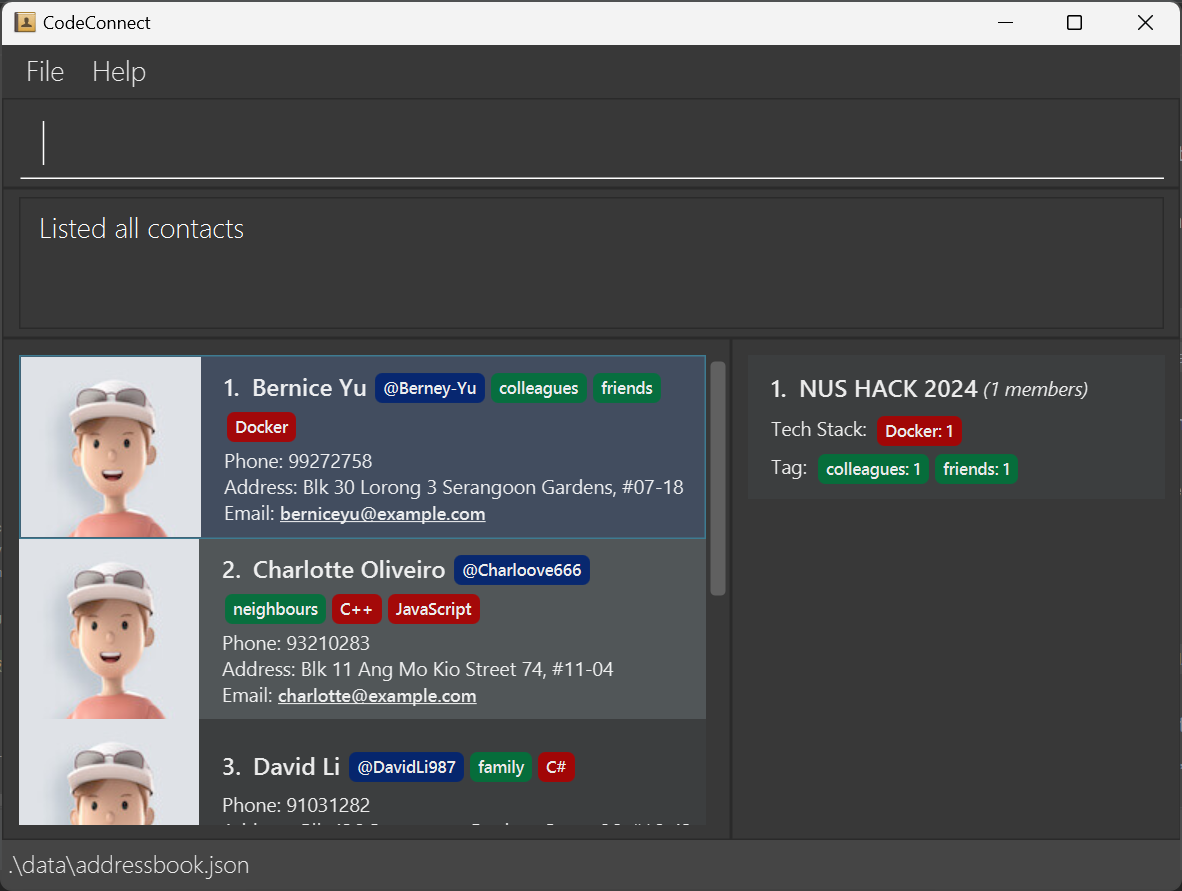 CodeConnect
File Help
Listed all contacts
1. Bernice Yu @Berney-Yu colleagues friends
Docker
Phone: 99272758
Address: Blk 30 Lorong 3 Serangoon Gardens, #07-18
Email: berniceyu@example.com
2. Charlotte Oliveiro @Charloove666
neighbours C++ JavaScript
Phone: 93210283
Address: Blk 11 Ang Mo Kio Street 74, #11-04
Email: charlotte@example.com
3. David Li @DavidLi987 family C#
Phone: 91031282
1. NUS HACK 2024 (1 members)
Tech Stack: Docker: 1
Tag: colleagues: 1 friends: 1
.\data\addressbook.json